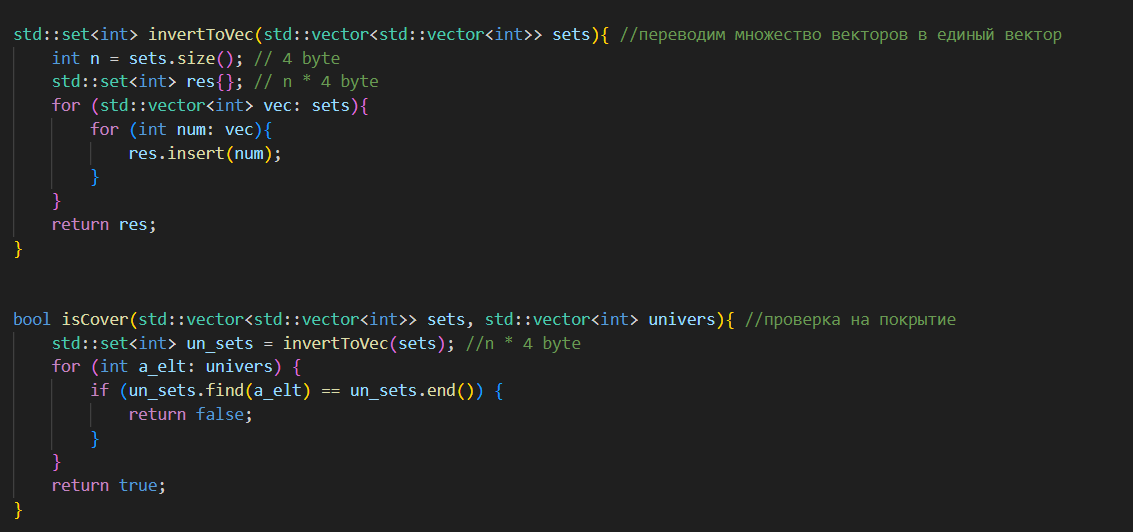 std::set<int> invertToVec(std::vector<std::vector<int>> sets){ //переводим множество векторов в единый вектор
    int n = sets.size(); // 4 byte
    std::set<int> res{}; // n * 4 byte
    for (std::vector<int> vec: sets){
        for (int num: vec){
            res.insert(num);
        }
    }
    return res;
}
bool isCover(std::vector<std::vector<int>> sets, std::vector<int> univers){ //проверка на покрытие
    std::set<int> un_sets = invertToVec(sets); //n * 4 byte
    for (int a_elt: univers) {
        if (un_sets.find(a_elt) == un_sets.end()) {
            return false;
        }
    }
    return true;
}